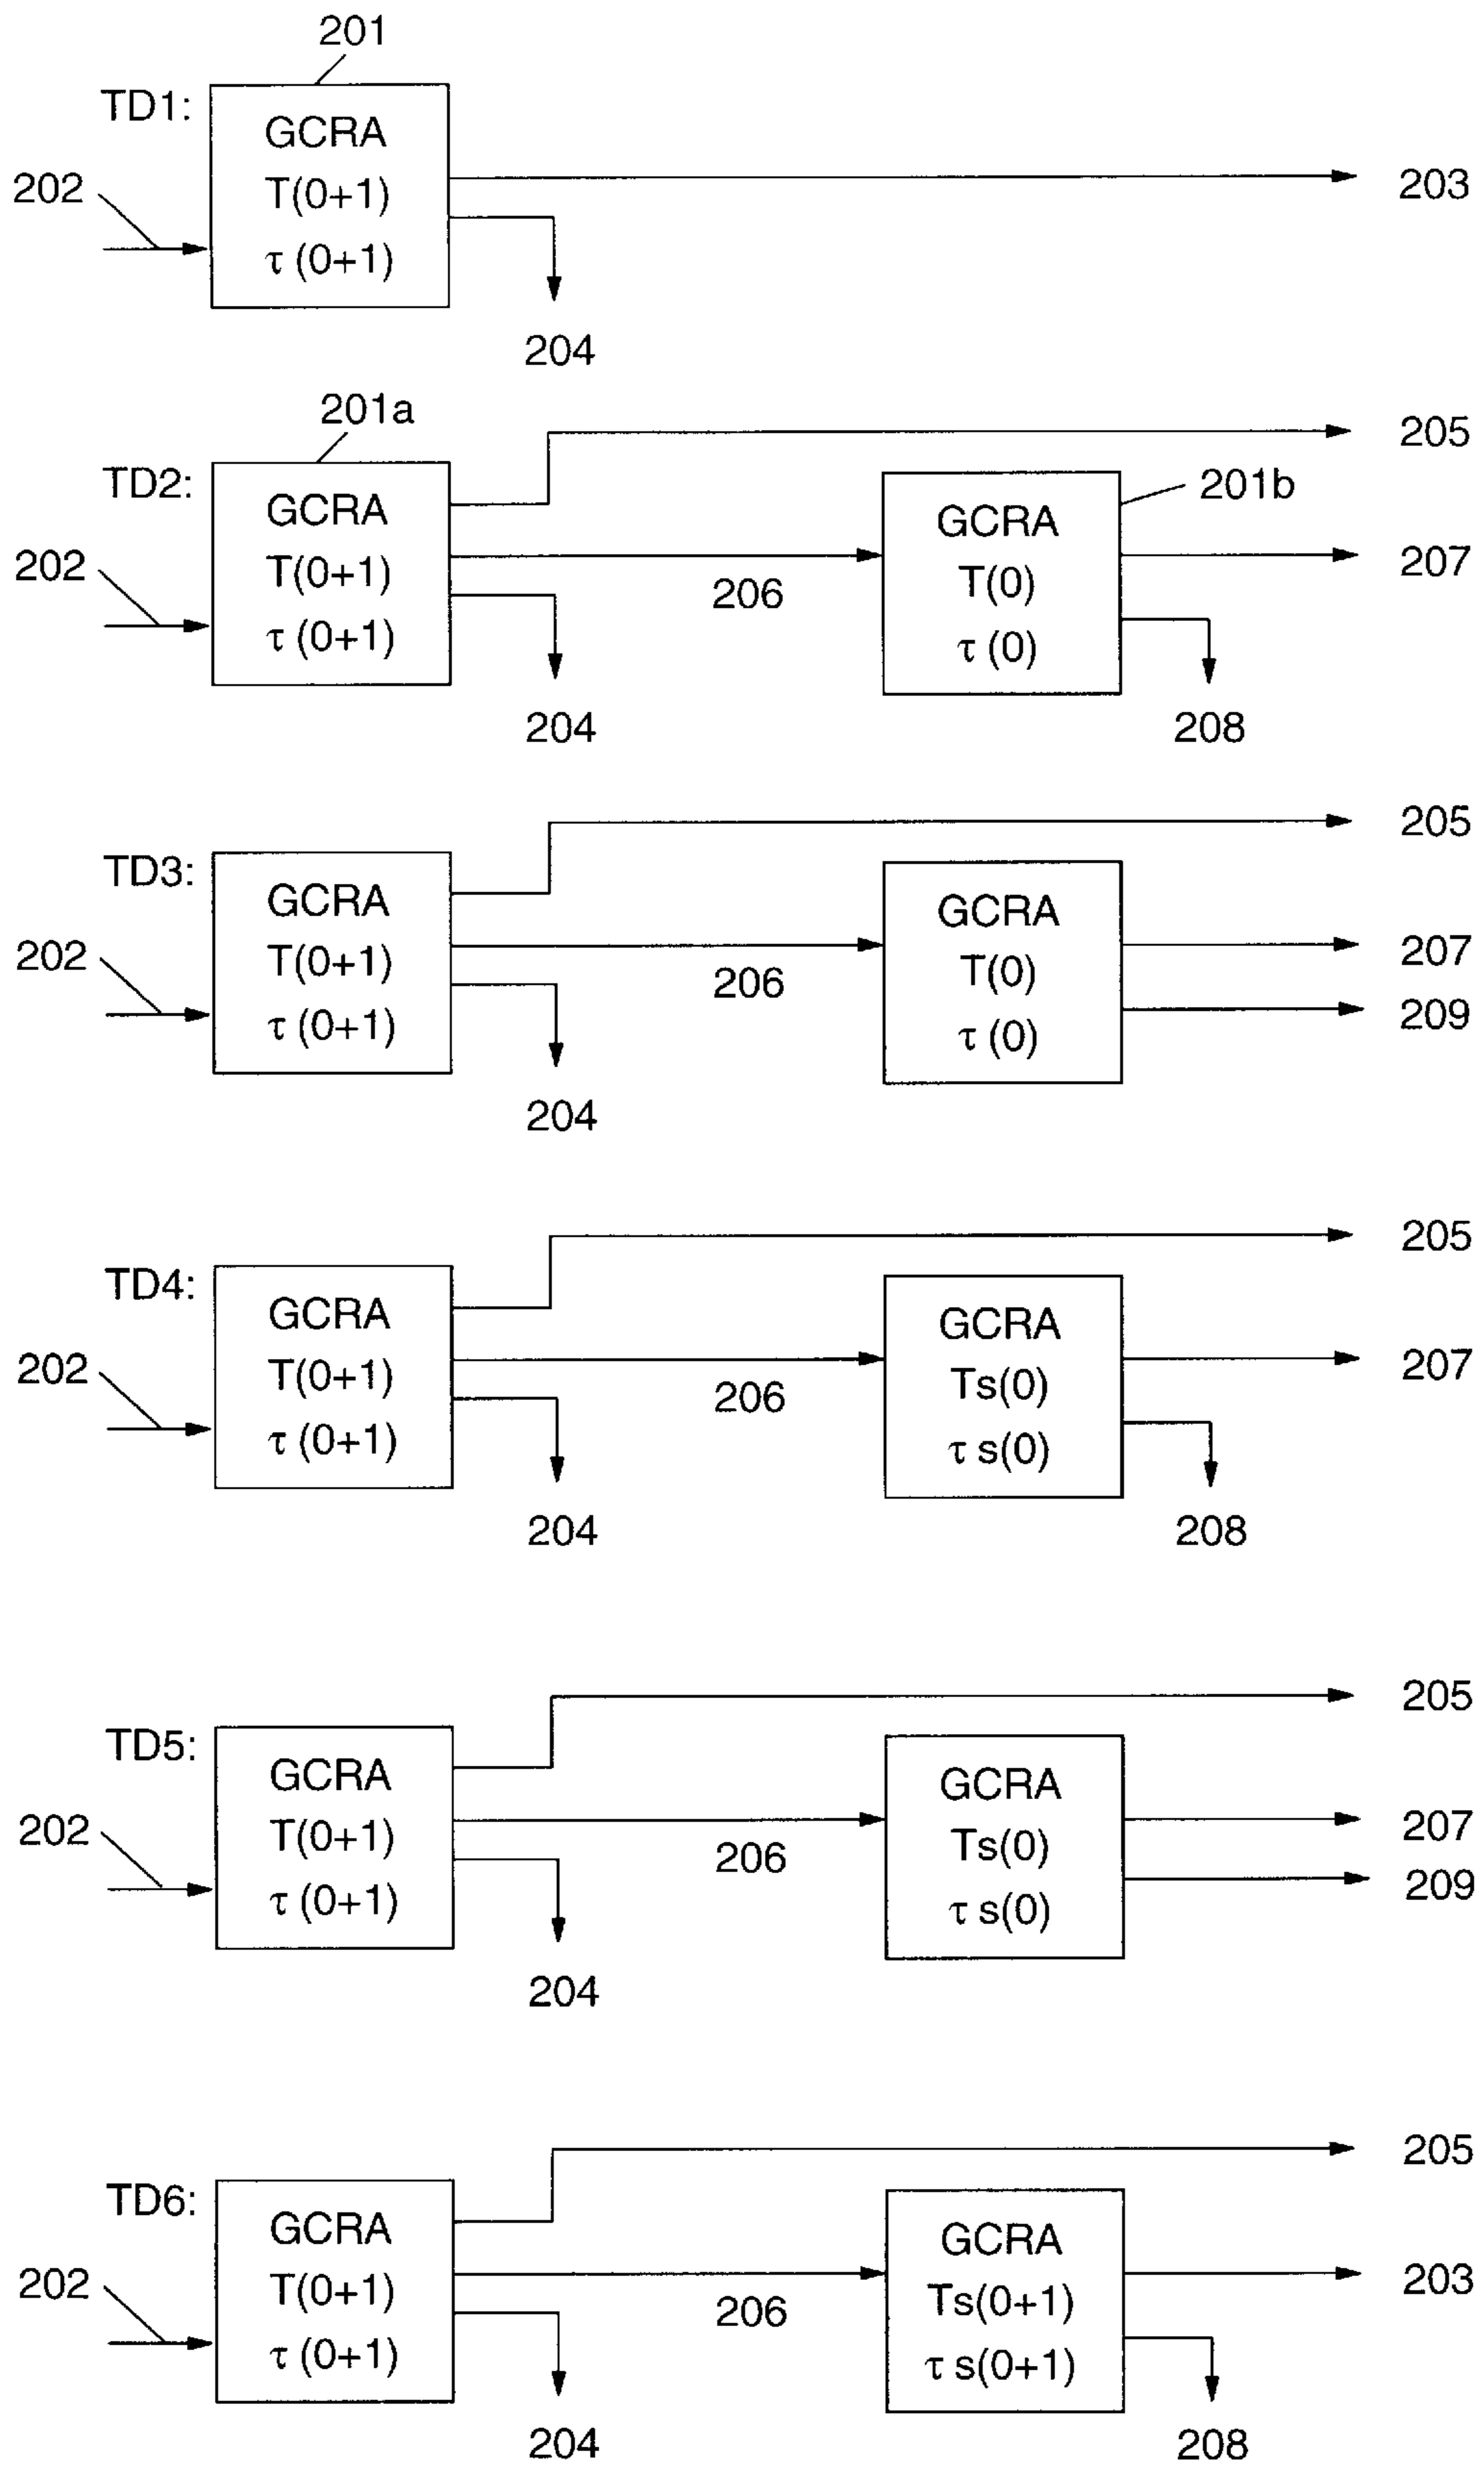 201
TD1:
GCRA
T(0+1)
τ (0+1)
202
203
204
201a
TD2:
GCRA
T(0+1)
τ (0+1)
202
205
206
201b
GCRA
T(0)
τ (0)
207
204
208
TD3:
GCRA
T(0+1)
τ (0+1)
202
205
206
GCRA
T(0)
τ (0)
207
209
204
TD4:
GCRA
T(0+1)
τ (0+1)
202
205
206
GCRA
Ts(0)
τ s(0)
207
204
208
TD5:
GCRA
T(0+1)
τ (0+1)
202
205
206
GCRA
Ts(0)
τ s(0)
207
209
204
TD6:
GCRA
T(0+1)
τ (0+1)
202
205
206
GCRA
Ts(0+1)
τ s(0+1)
203
204
208